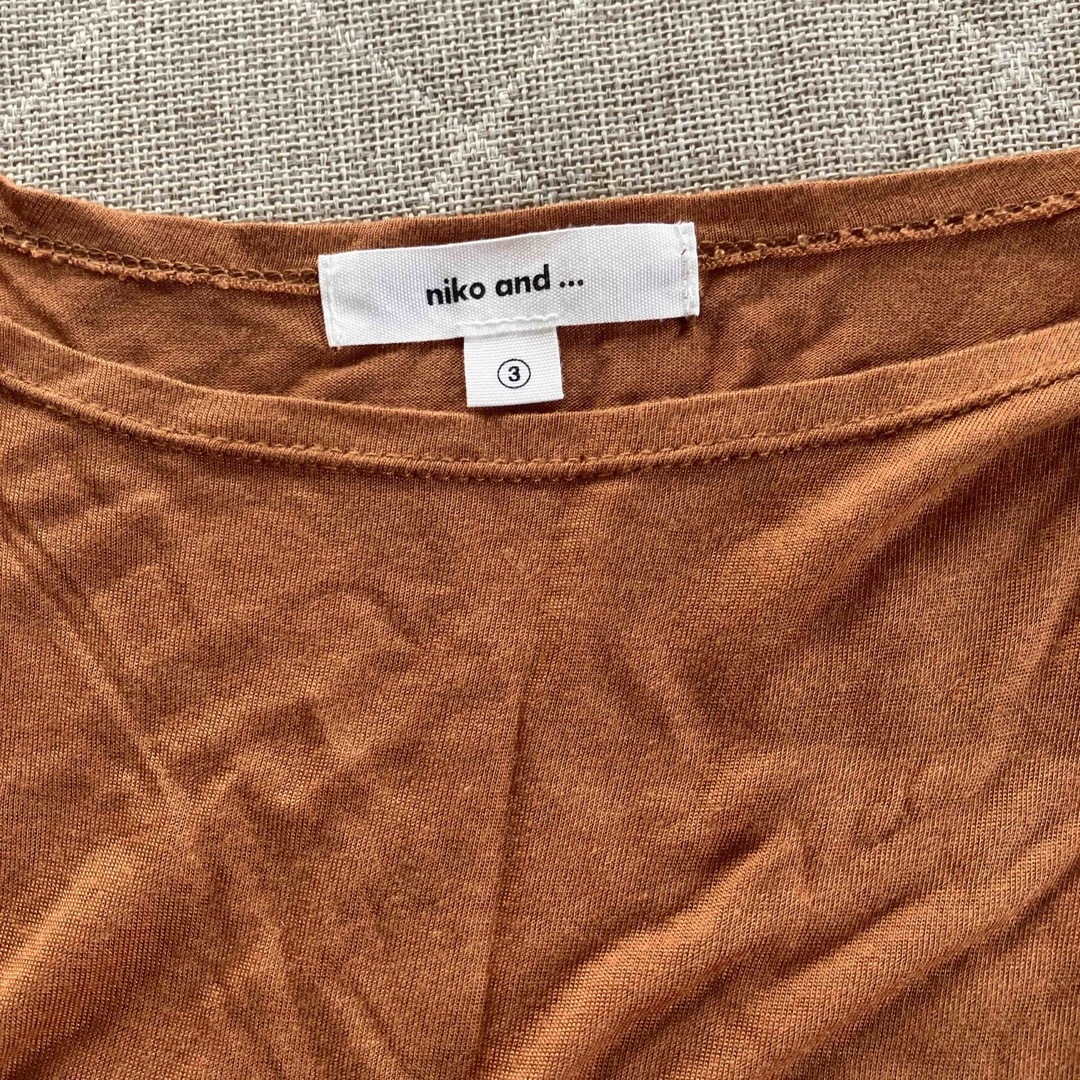 niko and ...
③